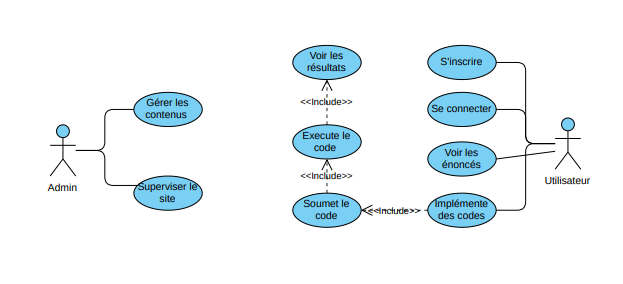 Voir les
résultats
S'inscrire
<<Include>>
Gérer les
contenus
Se connecter
Execute le
code
Voir les
énoncés
Utilisateur
Admin
<<Include>>
Superviser le
site
Soumet le
code
<<Include>>
Implémente
des codes